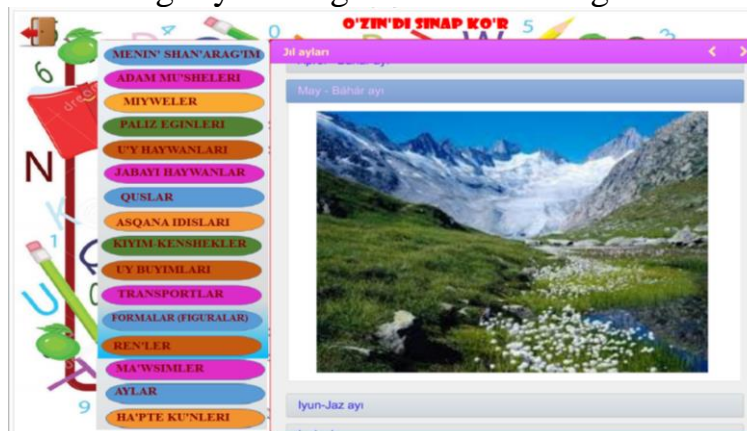 O'ZIN'DI SINAP KO'R
MENIN' SHAN'ARAG'IM
ADAM MU'SHELERI
MIYWELER
PALIZ EGINLERI
U'Y HAYWANLARI
JABAYI HAYWANLAR
QUSLAR
ASQANA IDISLARI
KIYIM-KENSHEKLER
UY BUYIMLARI
TRANSPORTLAR
FORMALAR (FIGURALAR)
REN'LER
MA'WSIMLER
AYLAR
HA'PTE KU'NLERI
Jıl ayları
May - Báhár ayı
Iyun-Jaz ayı